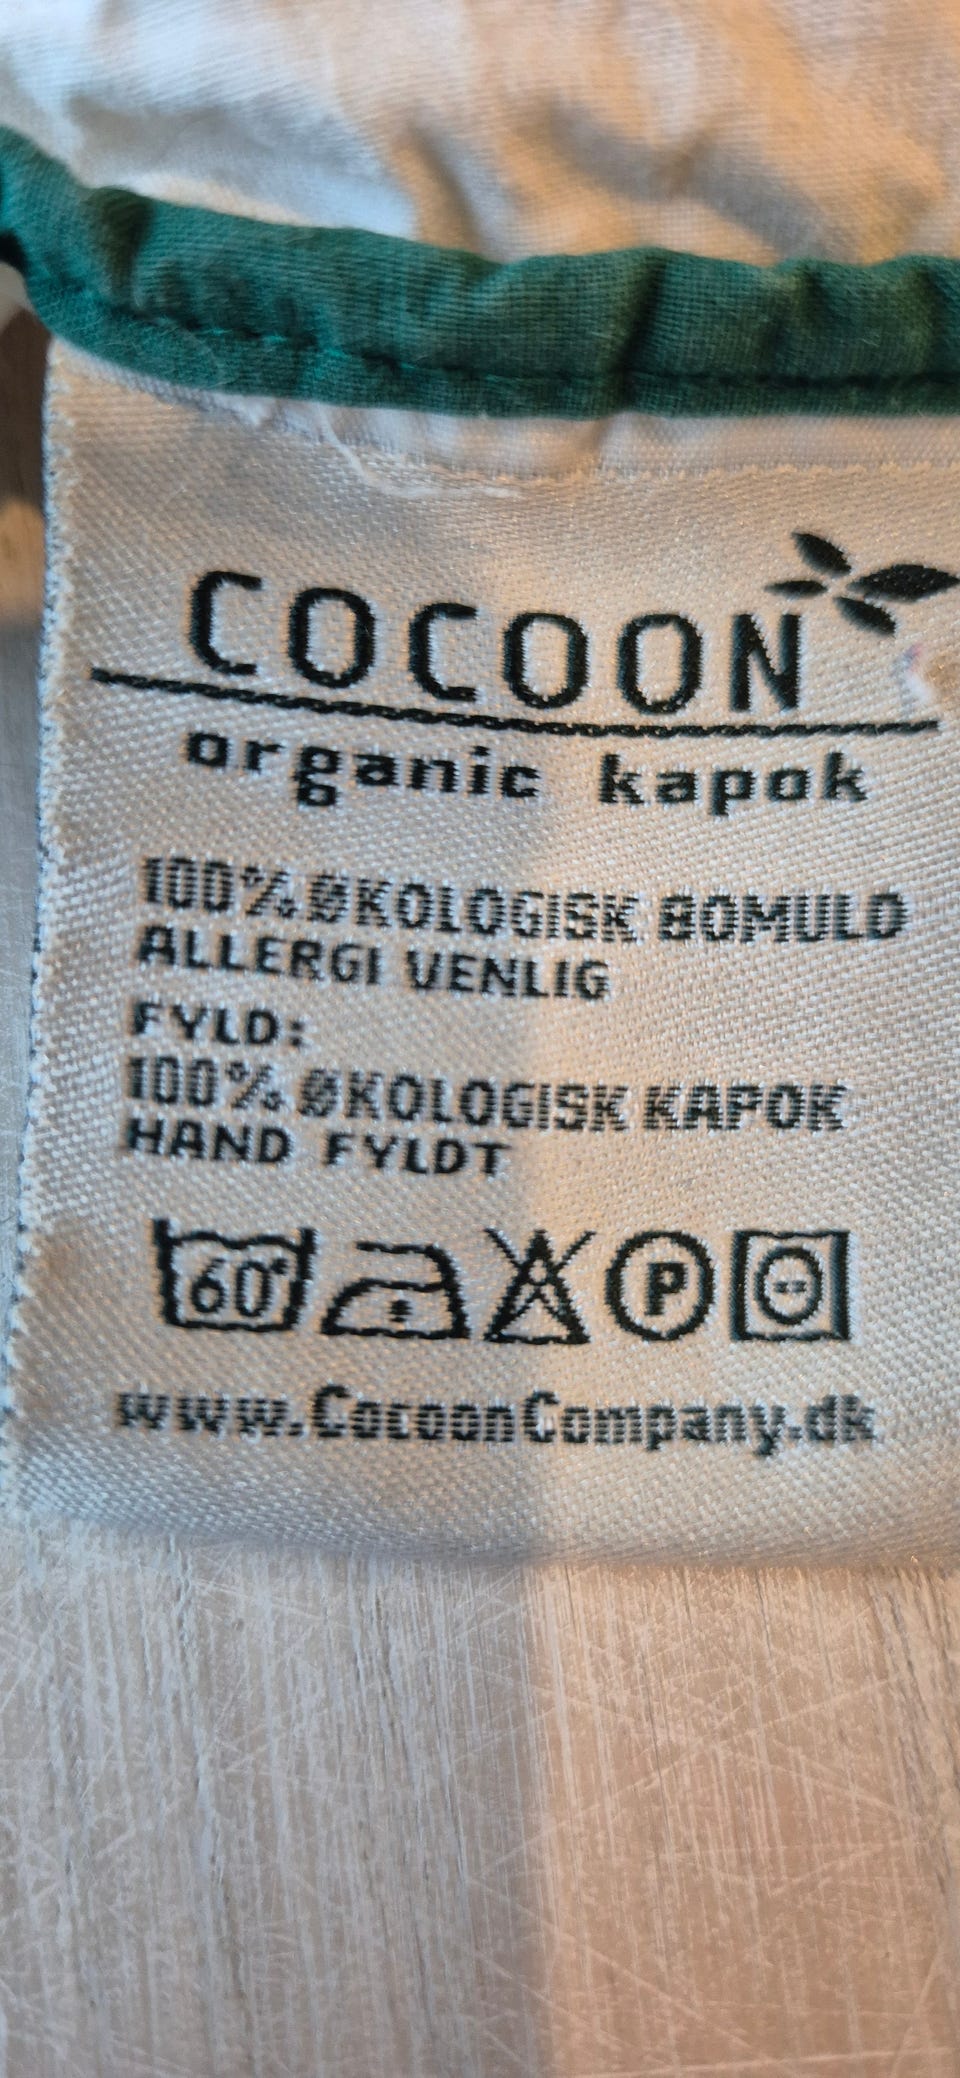 COCOON
organic kapok
100% ØKOLOGISK BOMULD
ALLERGI VENLIG
FYLD:
100% ØKOLOGISK KAPOK
HAND FYLDT
60° P
www.CocoonCompany.dk